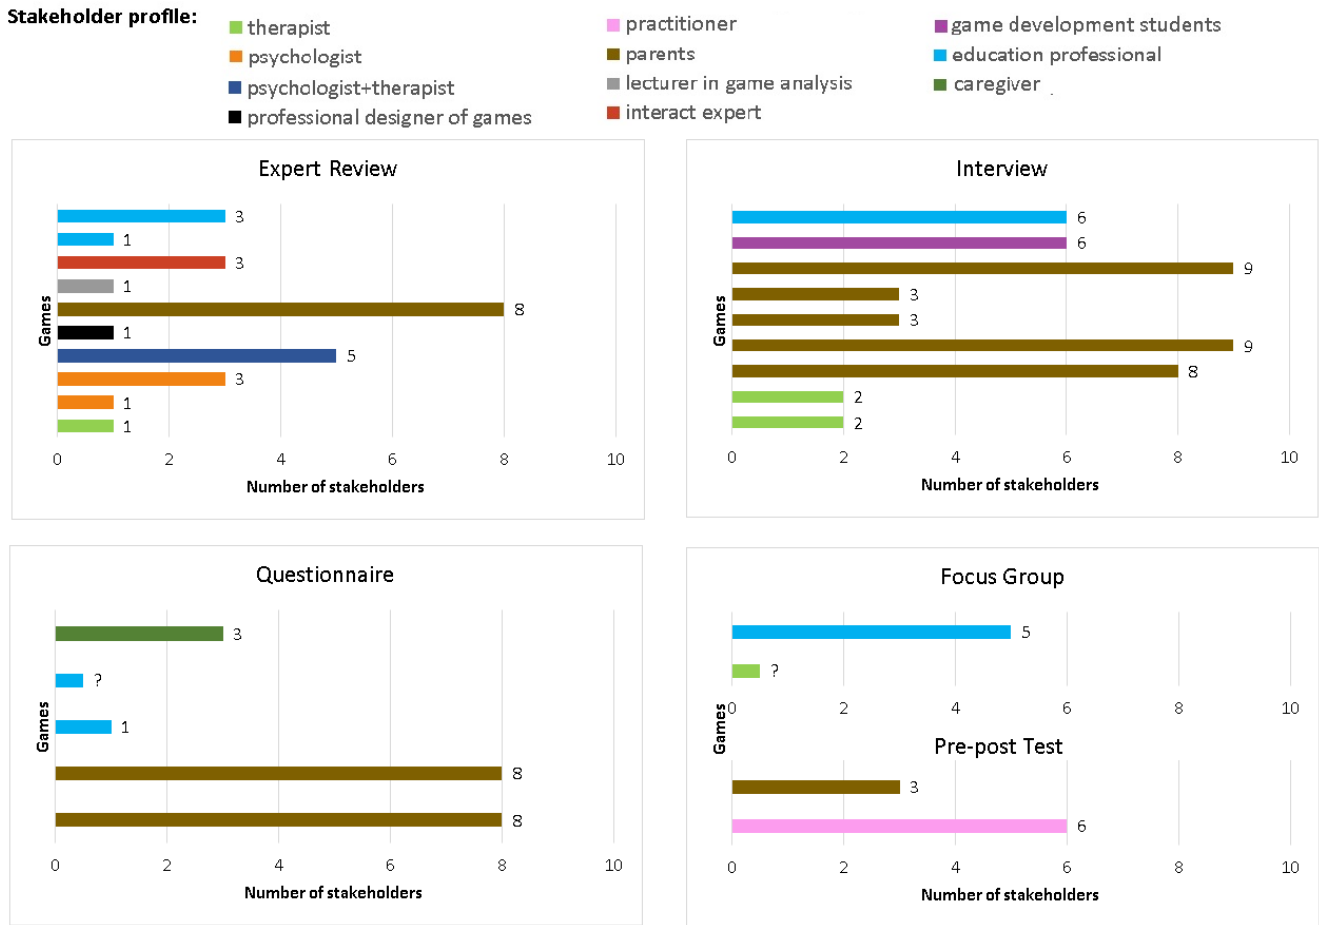 Stakeholder profile:
therapist
psychologist
psychologist+therapist
professional designer of games
practitioner
parents
lecturer in game analysis
interact expert
game development students
education professional
caregiver
Expert Review
3
1
3
1
8
1
5
3
1
1
Games
0 2 4 6 8 10
Number of stakeholders
Interview
6
6
9
3
3
9
8
2
2
Games
0 2 4 6 8 10
Number of stakeholders
Questionnaire
3
?
1
8
8
Games
0 2 4 6 8 10
Number of stakeholders
Focus Group
5
?
0 2 4 6 8 10
Games
Pre-post Test
3
6
0 2 4 6 8 10
Number of stakeholders